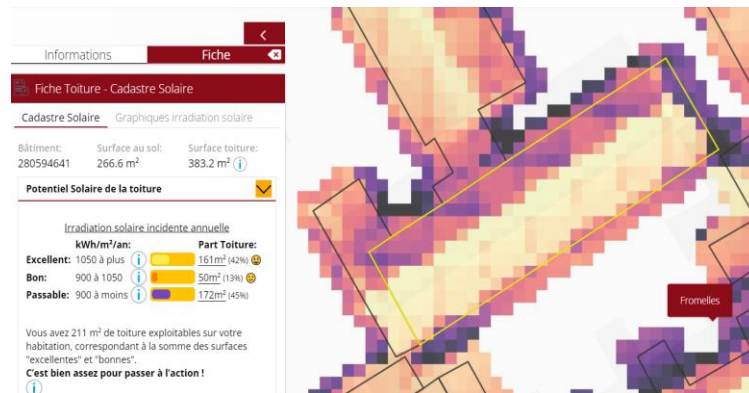 Informations Fiche
Fiche Toiture - Cadastre Solaire
Cadastre Solaire Graphiques irradiation solaire
Bâtiment: Surface au sol: Surface toiture:
280594641 266.6 m² 383.2 m² i
Potentiel Solaire de la toiture
Irradiation solaire incidente annuelle
kWh/m²/an: Part Toiture:
Excellent: 1050 à plus i 161m² (42%)
Bon: 900 à 1050 i 50m² (13%)
Passable: 900 à moins i 172m² (45%)
Vous avez 211 m² de toiture exploitables sur votre
habitation, correspondant à la somme des surfaces
"excellentes" et "bonnes".
C'est bien assez pour passer à l'action !
i
Fromelles